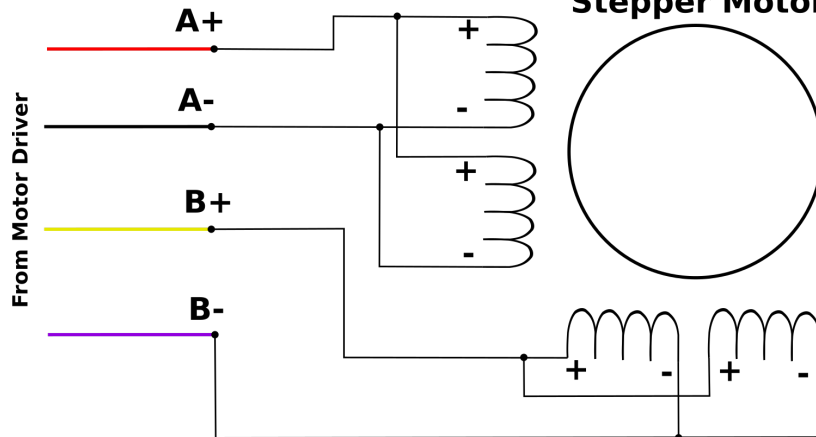 Stepper Motor
A+
+
A-
-
From Motor Driver
+
B+
-
B-
+
-
+
-